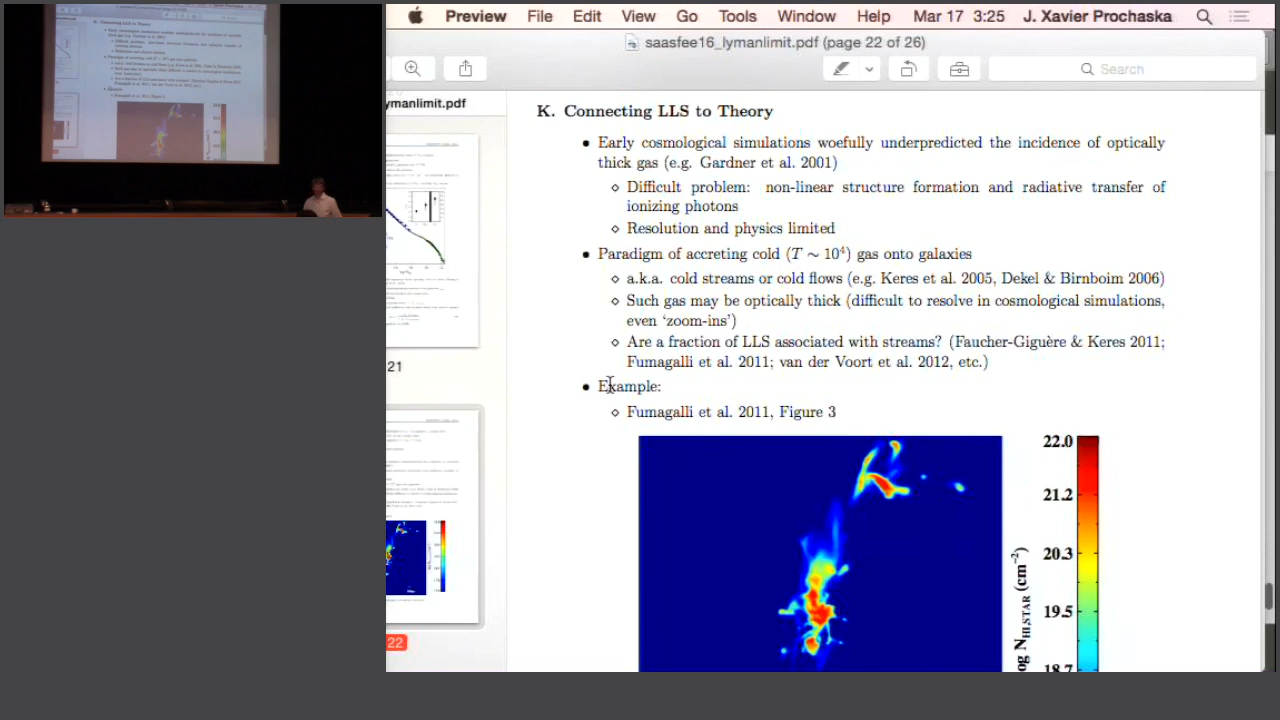 Preview File Edit View Go Tools Window Help Mar 17 3:25 J. Xavier Prochaska
saasfee16_lymanlimit.pdf (page 22 of 26)
Search
ymanlimit.pdf
21
22
K. Connecting LLS to Theory
• Early cosmological simulations woefully underpredicted the incidence of optically
thick gas (e.g. Gardner et al. 2001)
⋄ Difficult problem: non-linear structure formation and radiative transfer of
ionizing photons
⋄ Resolution and physics limited
• Paradigm of accreting cold (T ∼ 10⁴) gas onto galaxies
⋄ a.k.a. cold streams or cold flows (e.g. Keres et al. 2005, Dekel & Birnboim 2006)
⋄ Such gas may be optically thick (difficult to resolve in cosmological simulations,
even ‘zoom-ins’)
⋄ Are a fraction of LLS associated with streams? (Faucher-Giguère & Keres 2011;
Fumagalli et al. 2011; van der Voort et al. 2012, etc.)
• Example:
⋄ Fumagalli et al. 2011, Figure 3
22.0
21.2
20.3
19.5
18.7
og N_HI,STAR (cm⁻²)